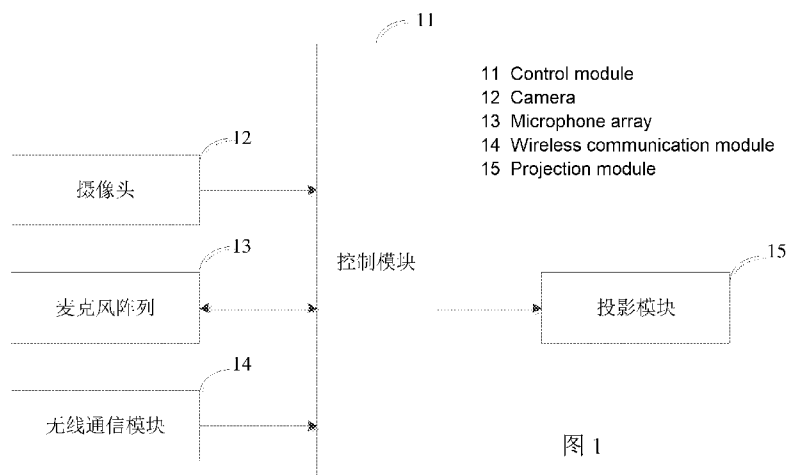 11
11 Control module
12 Camera
13 Microphone array
14 Wireless communication module
15 Projection module
12
摄像头
13
控制模块
15
麦克风阵列
投影模块
14
无线通信模块
图1